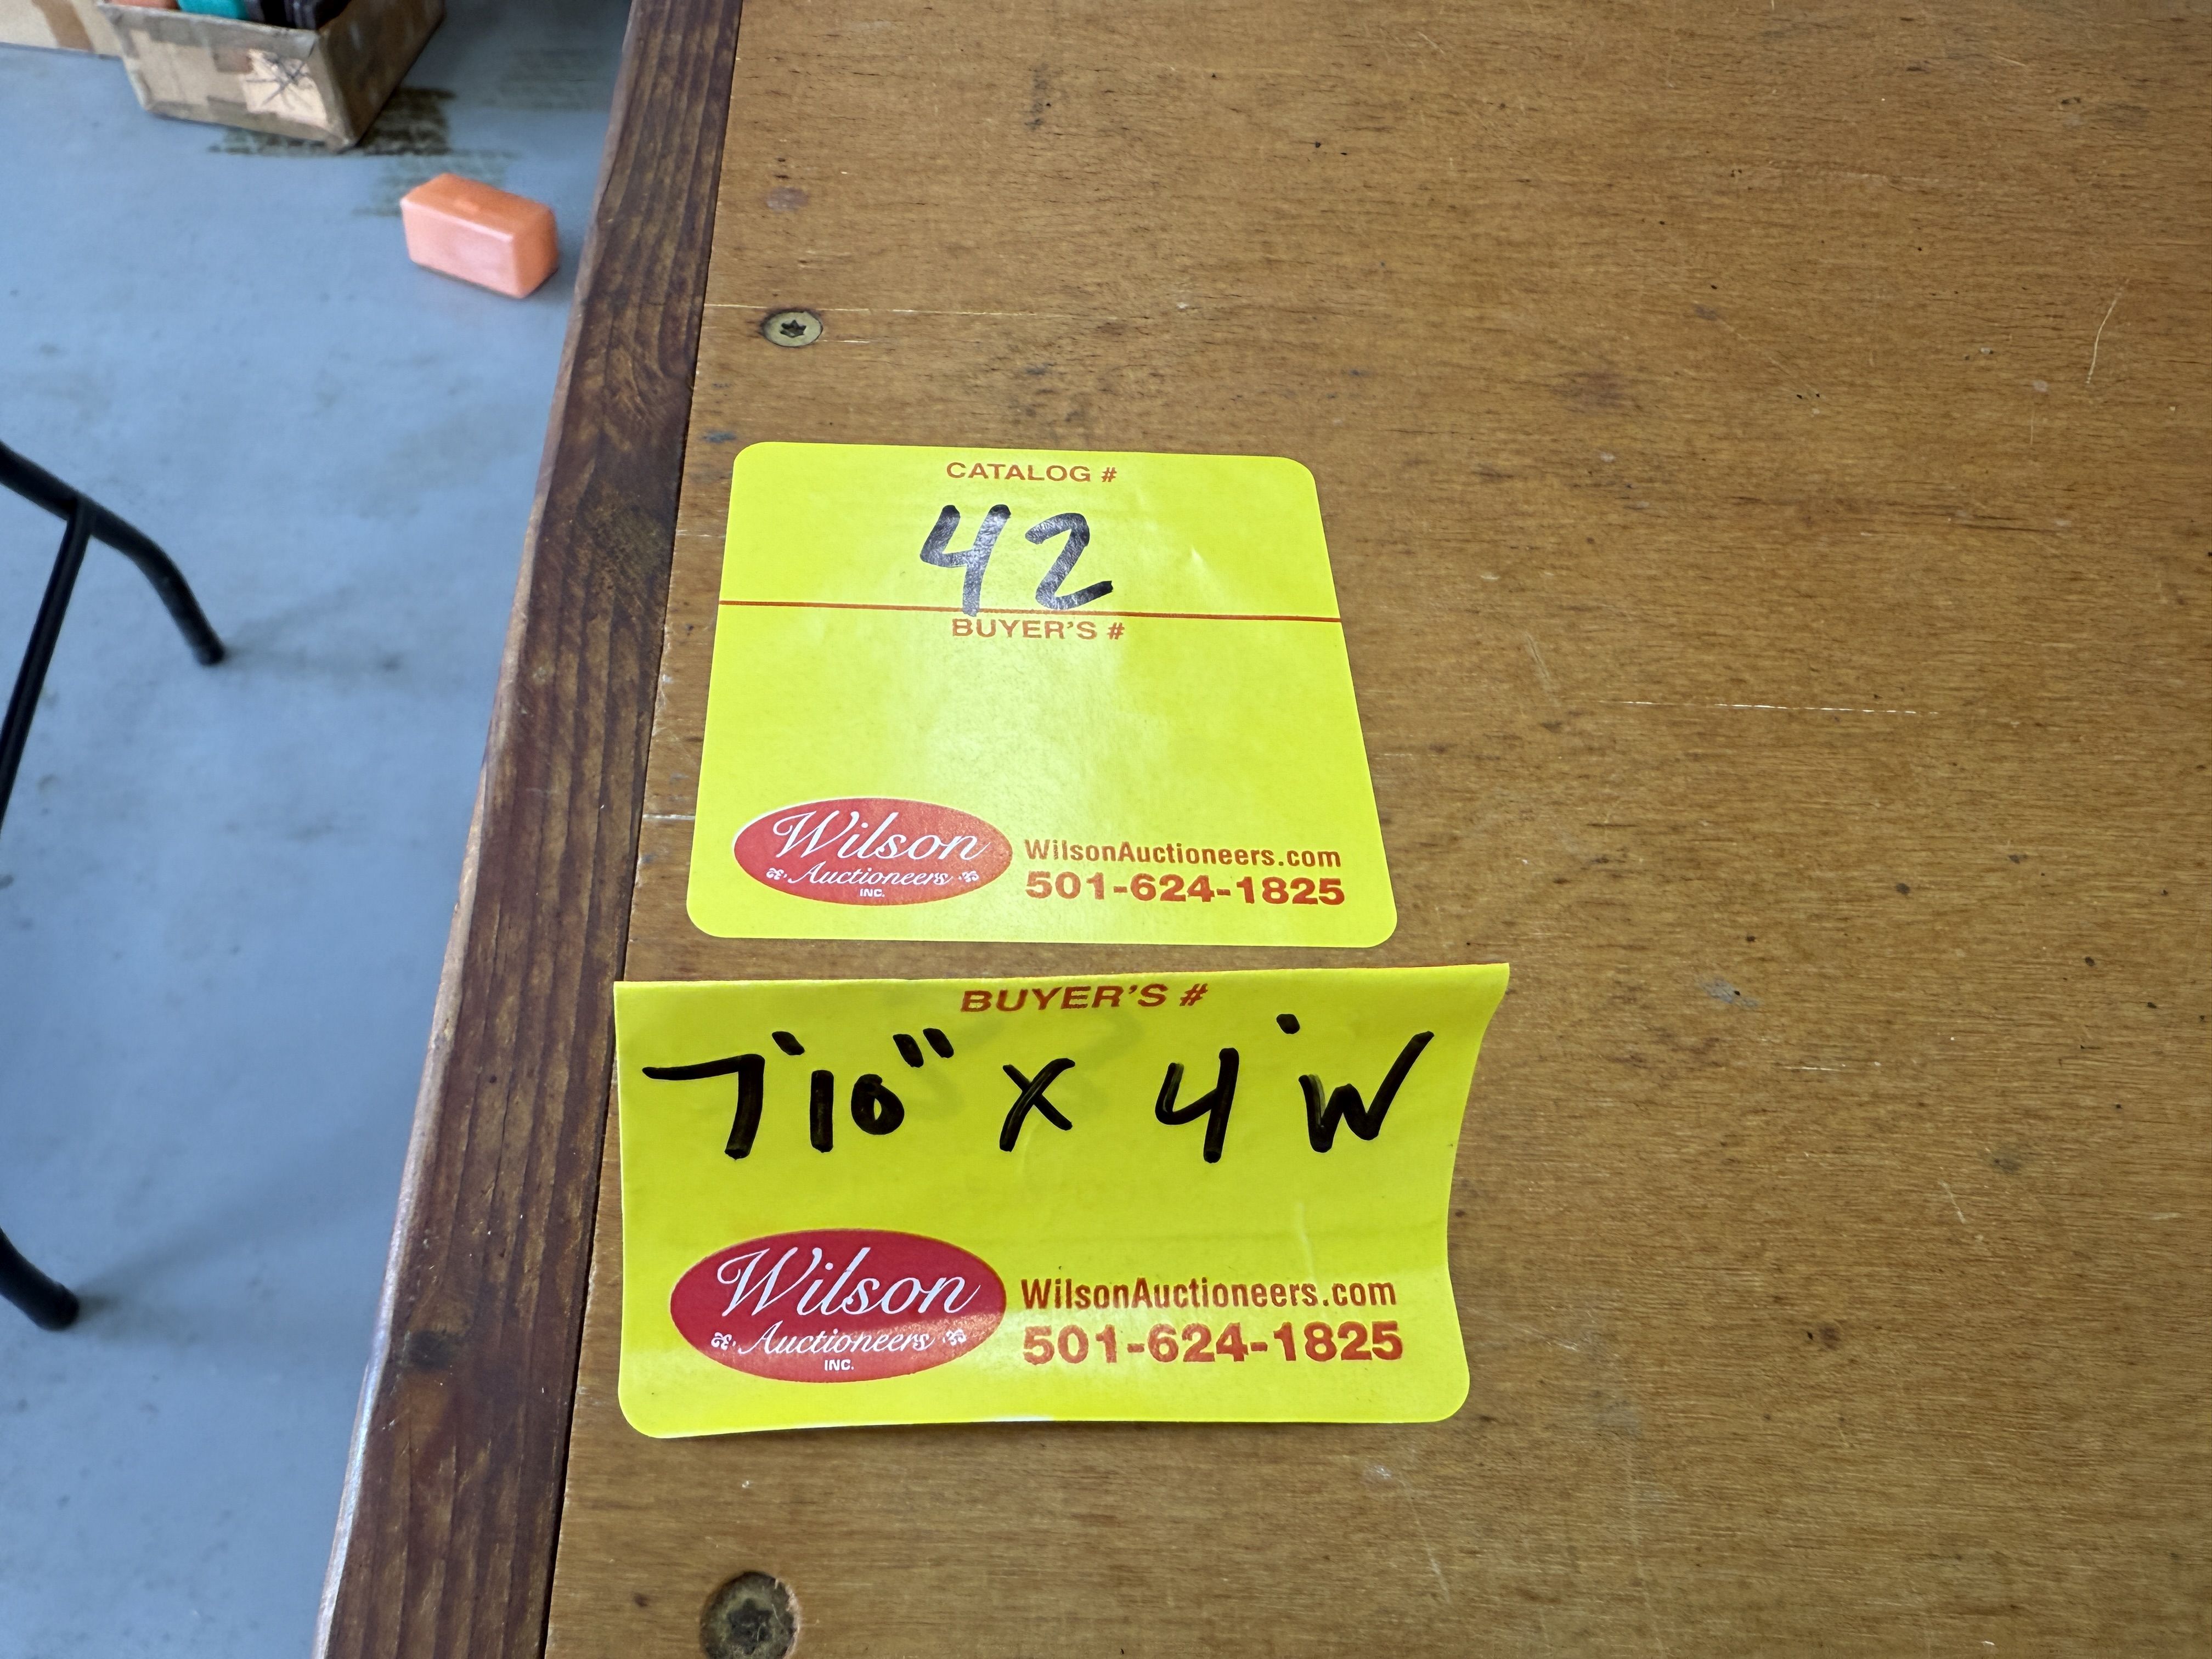 CATALOG #
42
BUYER'S #
Wilson
Auctioneers
INC.
WilsonAuctioneers.com
501-624-1825
BUYER'S #
7'10" x 4' W
Wilson
Auctioneers
INC.
WilsonAuctioneers.com
501-624-1825